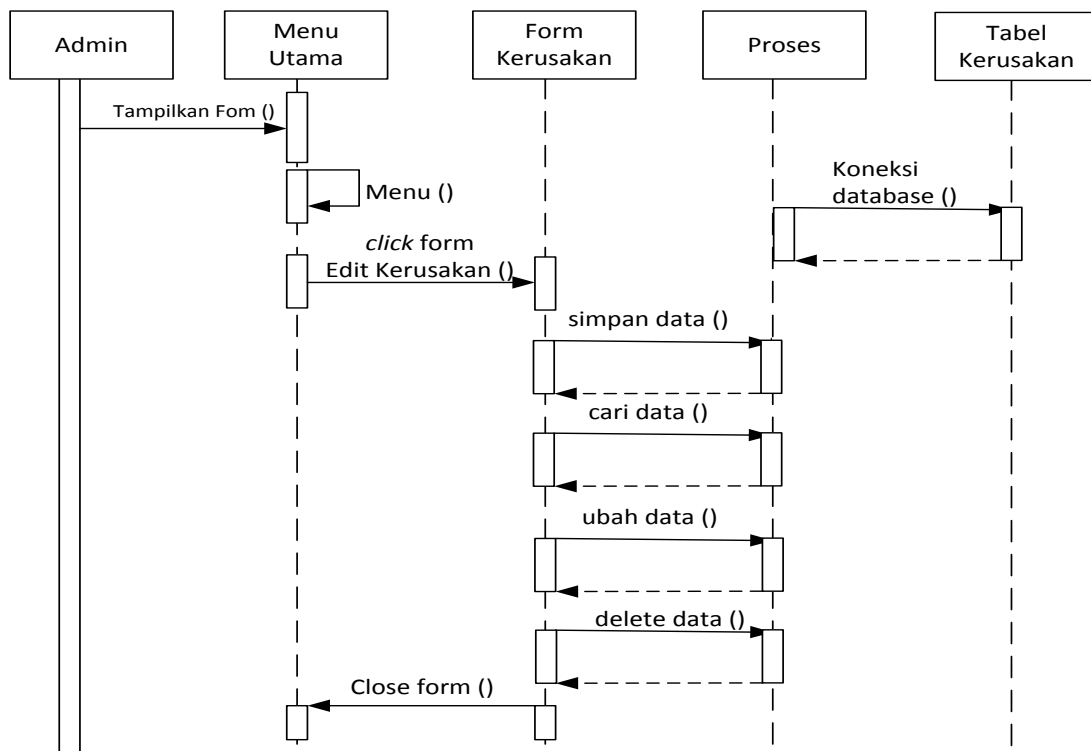 Admin
Menu
Utama
Form
Kerusakan
Proses
Tabel
Kerusakan
Tampilkan Fom ()
Menu ()
Koneksi
database ()
click form
Edit Kerusakan ()
simpan data ()
cari data ()
ubah data ()
delete data ()
Close form ()